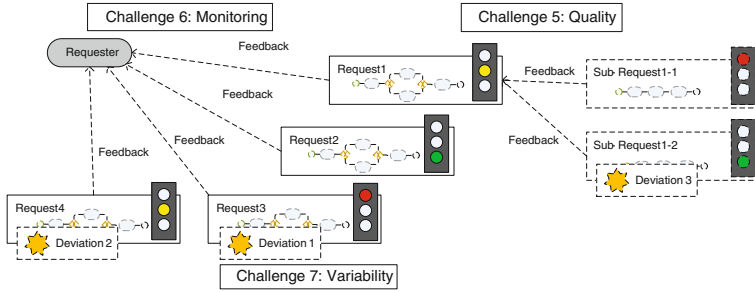 Challenge 6: Monitoring
Challenge 5: Quality
Requester
Feedback
Request1
Feedback
Sub- Request1-1
Feedback
Feedback
Feedback
Request2
Sub- Request1-2
Deviation 3
Feedback
Request4
Deviation 2
Request3
Deviation 1
Challenge 7: Variability